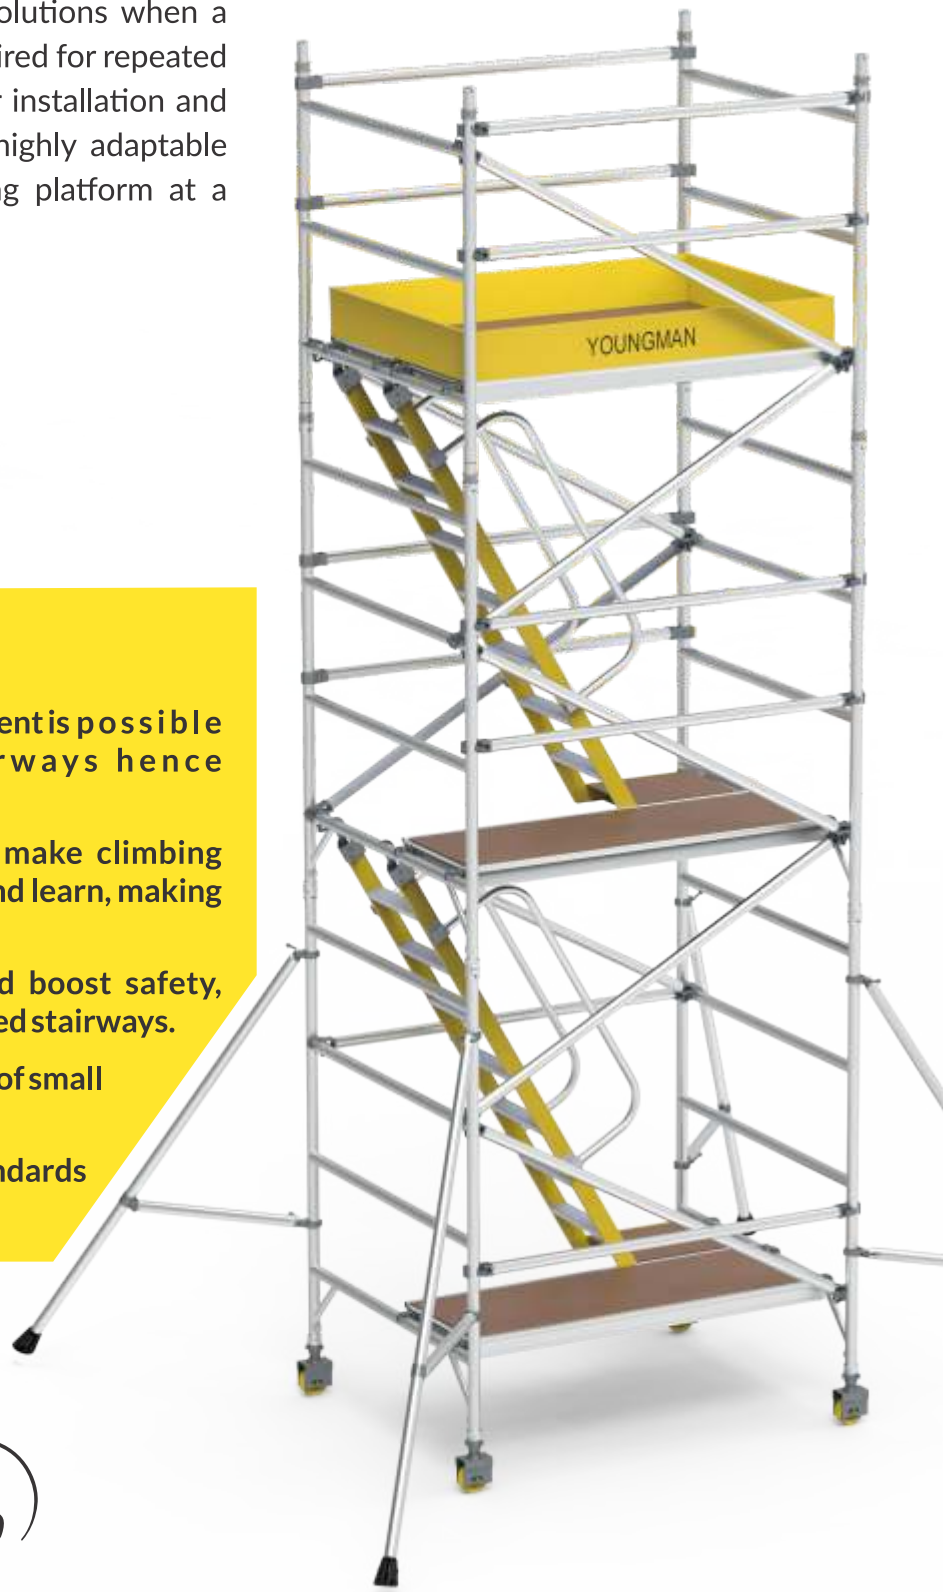 olutions when a
ired for repeated
installation and
highly adaptable
platform at a
YOUNGMAN
ent is possible
rways hence
make climbing
nd learn, making
d boost safety,
ed stairways.
of small
ndards